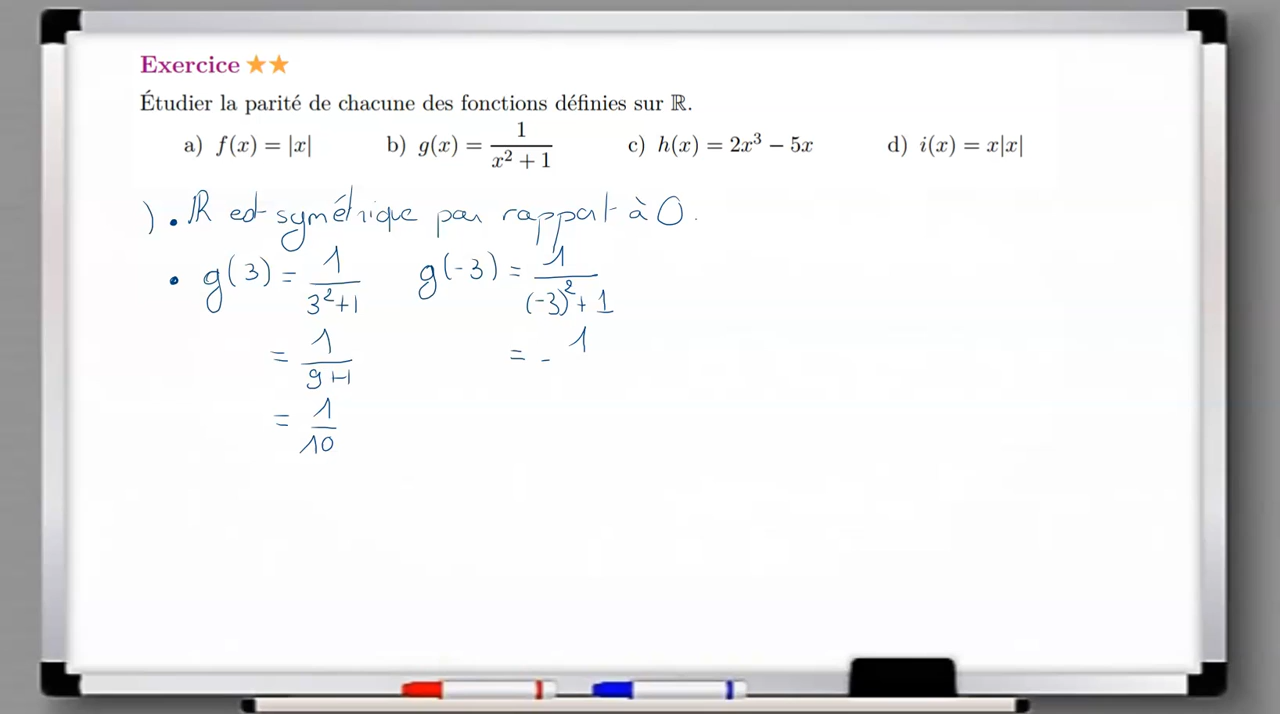 Exercice ★★
Étudier la parité de chacune des fonctions définies sur ℝ.
a) f(x) = |x| b) g(x) = 1/(x² + 1) c) h(x) = 2x³ − 5x d) i(x) = x|x|
) • ℝ est symétrique par rapport à 0.
• g(3) = 1/(3²+1) g(-3) = 1/((-3)²+1)
= 1/(9+1) = - 1
= 1/10